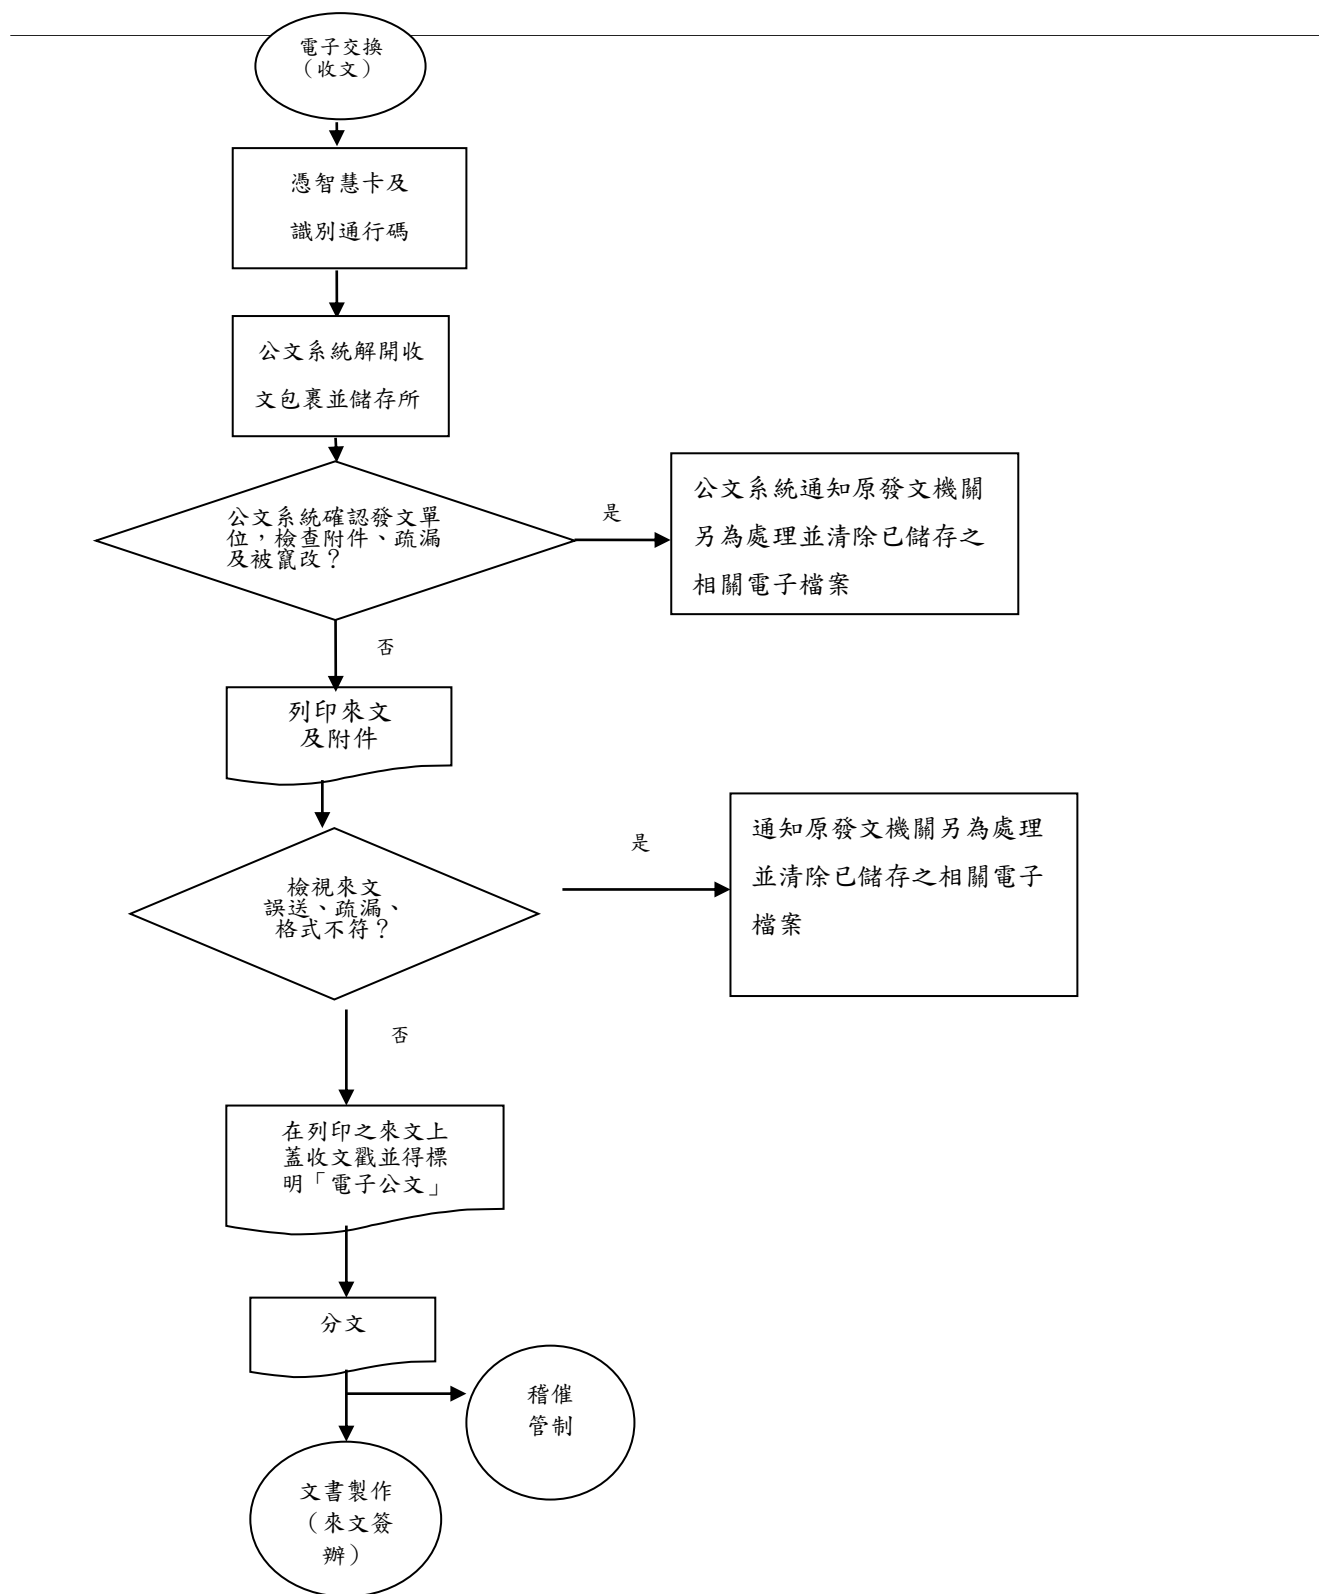 電子交換
（收文）
憑智慧卡及
識別通行碼
公文系統解開收
文包裹並儲存所
公文系統確認發文單
位，檢查附件、疏漏
及被竄改？
是
公文系統通知原發文機關
另為處理並清除已儲存之
相關電子檔案
否
列印來文
及附件
檢視來文
誤送、疏漏、
格式不符？
是
通知原發文機關另為處理
並清除已儲存之相關電子
檔案
否
在列印之來文上
蓋收文戳並得標
明「電子公文」
分文
稽催
管制
文書製作
（來文簽
辦）